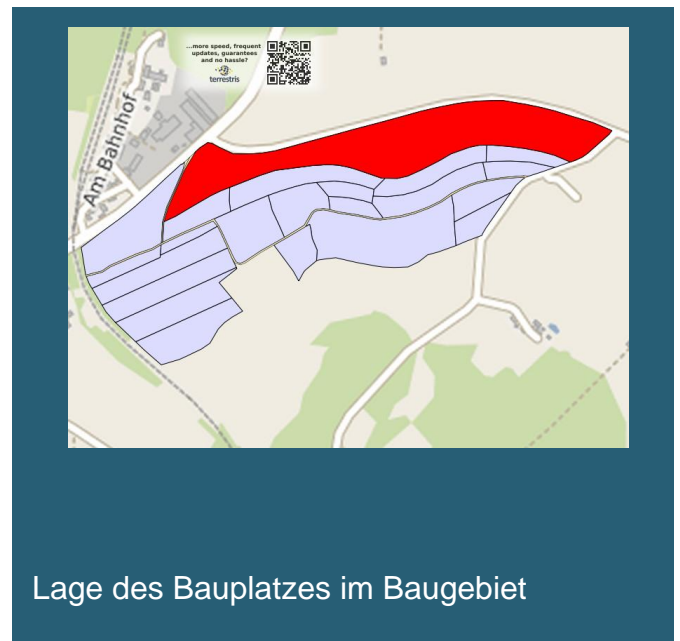 ...more speed, frequent
updates, guarantees
and no hassle?
terrestris
Am Bahnhof
Lage des Bauplatzes im Baugebiet